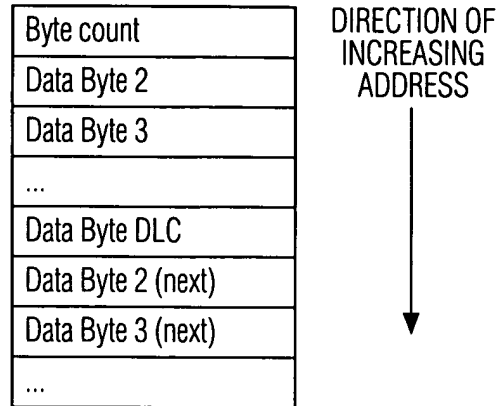 Byte count
Data Byte 2
Data Byte 3
...
Data Byte DLC
Data Byte 2 (next)
Data Byte 3 (next)
...
DIRECTION OF
INCREASING
ADDRESS